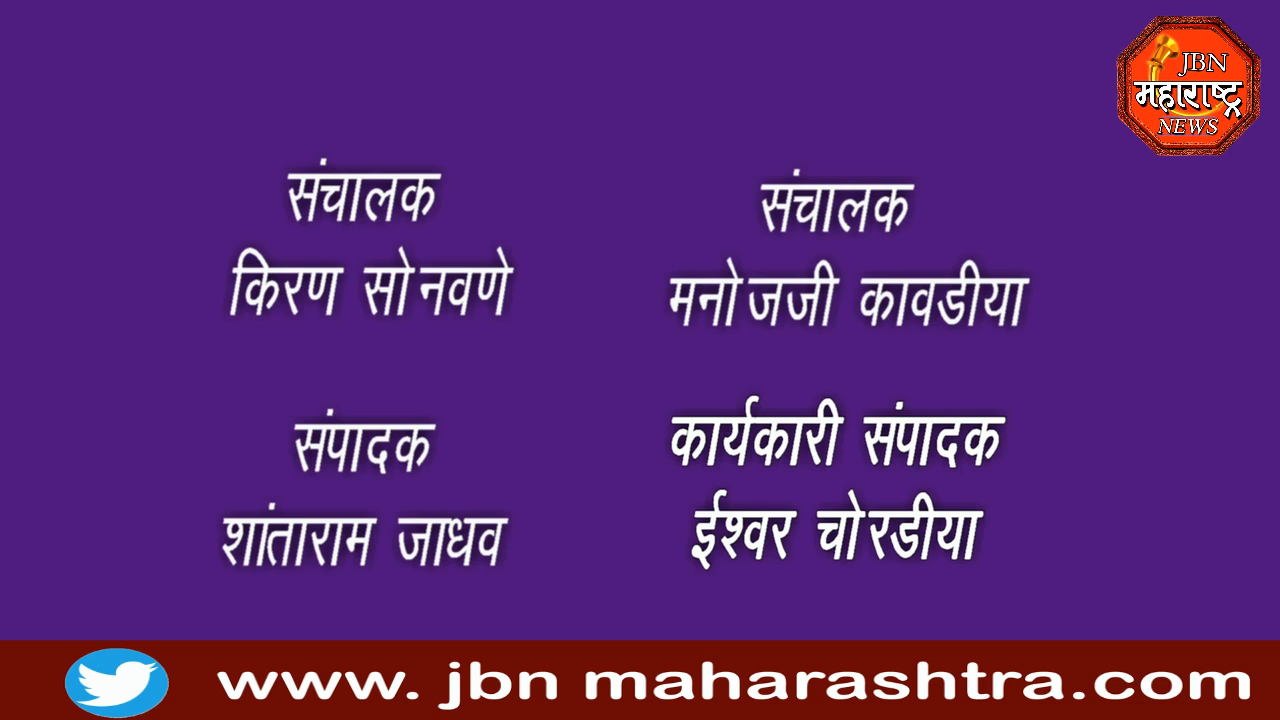 JBN
महाराष्ट्र
NEWS
संचालक
किरण सोनवणे
संचालक
मनोजजी कावडीया
संपादक
शांताराम जाधव
कार्यकारी संपादक
ईश्वर चोरडीया
www. jbn maharashtra.com